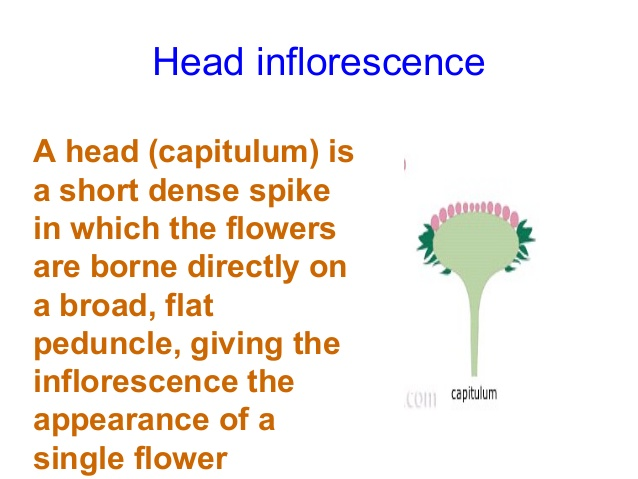 Head inflorescence
A head (capitulum) is
a short dense spike
in which the flowers
are borne directly on
a broad, flat
peduncle, giving the
inflorescence the
appearance of a
single flower
.com
capitulum